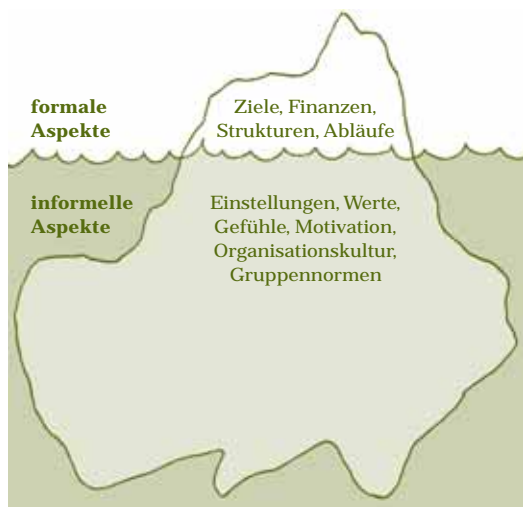 formale
Aspekte
Ziele, Finanzen,
Strukturen, Abläufe
informelle
Aspekte
Einstellungen, Werte,
Gefühle, Motivation,
Organisationskultur,
Gruppennormen